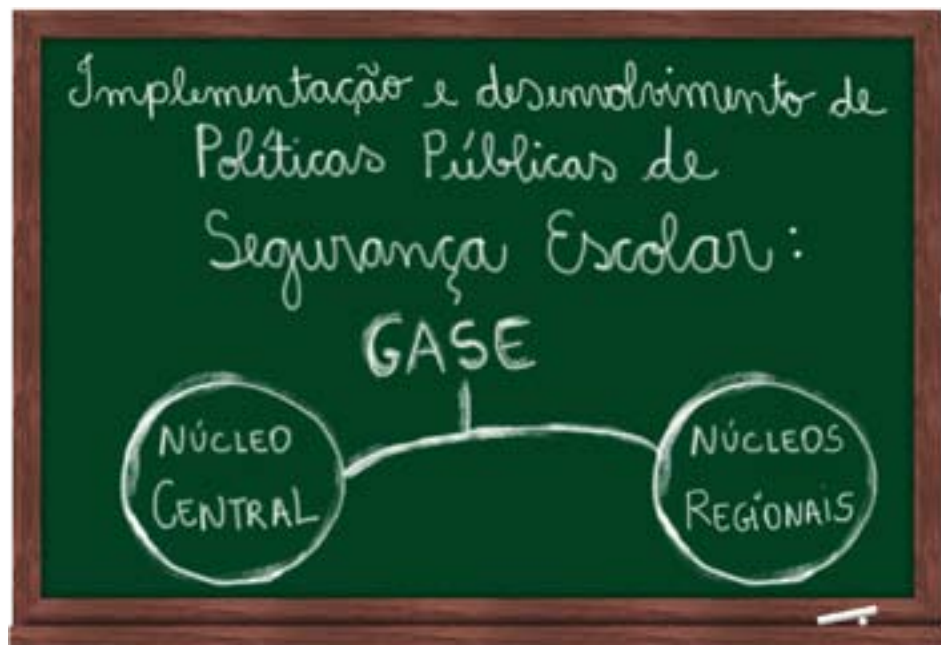 Implementação e desenvolvimento de
Políticas Públicas de
Segurança Escolar:
GASE
NÚCLEO
CENTRAL
NÚCLEOS
REGIONAIS